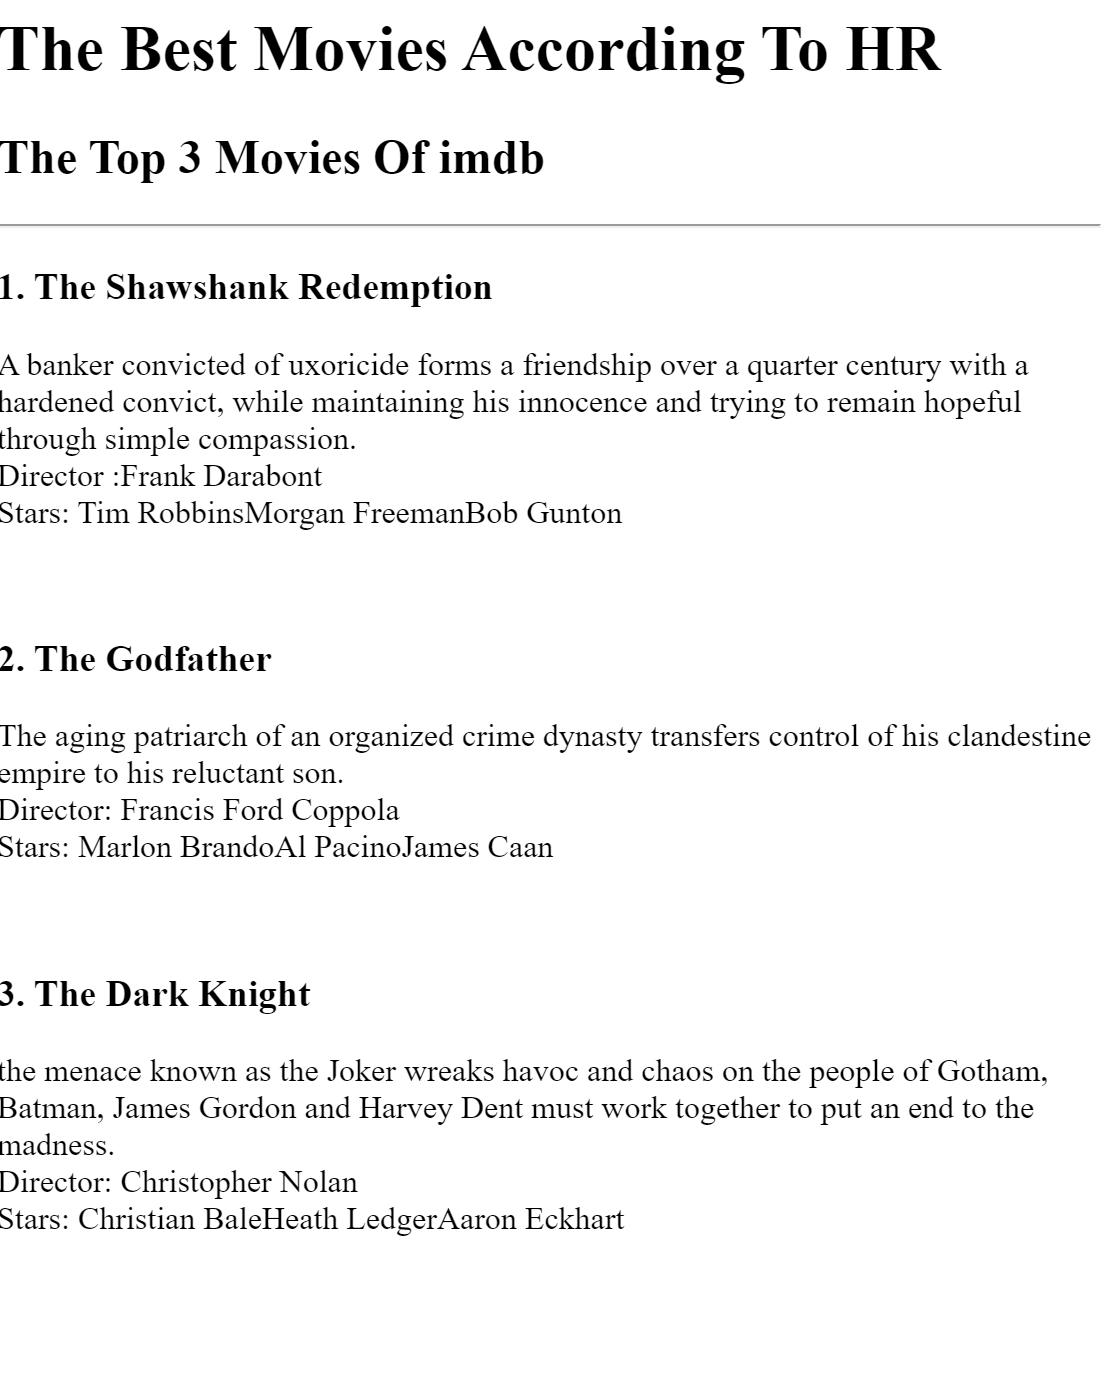 The Best Movies According To HR
The Top 3 Movies Of imdb
1. The Shawshank Redemption
A banker convicted of uxoricide forms a friendship over a quarter century with a
hardened convict, while maintaining his innocence and trying to remain hopeful
through simple compassion.
Director :Frank Darabont
Stars: Tim RobbinsMorgan FreemanBob Gunton
2. The Godfather
The aging patriarch of an organized crime dynasty transfers control of his clandestine
empire to his reluctant son.
Director: Francis Ford Coppola
Stars: Marlon BrandoAl PacinoJames Caan
3. The Dark Knight
the menace known as the Joker wreaks havoc and chaos on the people of Gotham,
Batman, James Gordon and Harvey Dent must work together to put an end to the
madness.
Director: Christopher Nolan
Stars: Christian BaleHeath LedgerAaron Eckhart